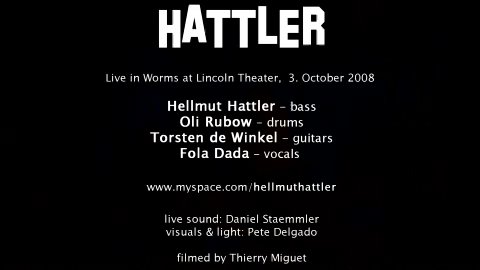 HATTLER
Live in Worms at Lincoln Theater, 3. October 2008
Hellmut Hattler – bass
Oli Rubow – drums
Torsten de Winkel – guitars
Fola Dada – vocals
www.myspace.com/hellmuthattler
live sound: Daniel Staemmler
visuals & light: Pete Delgado
filmed by Thierry Miguet